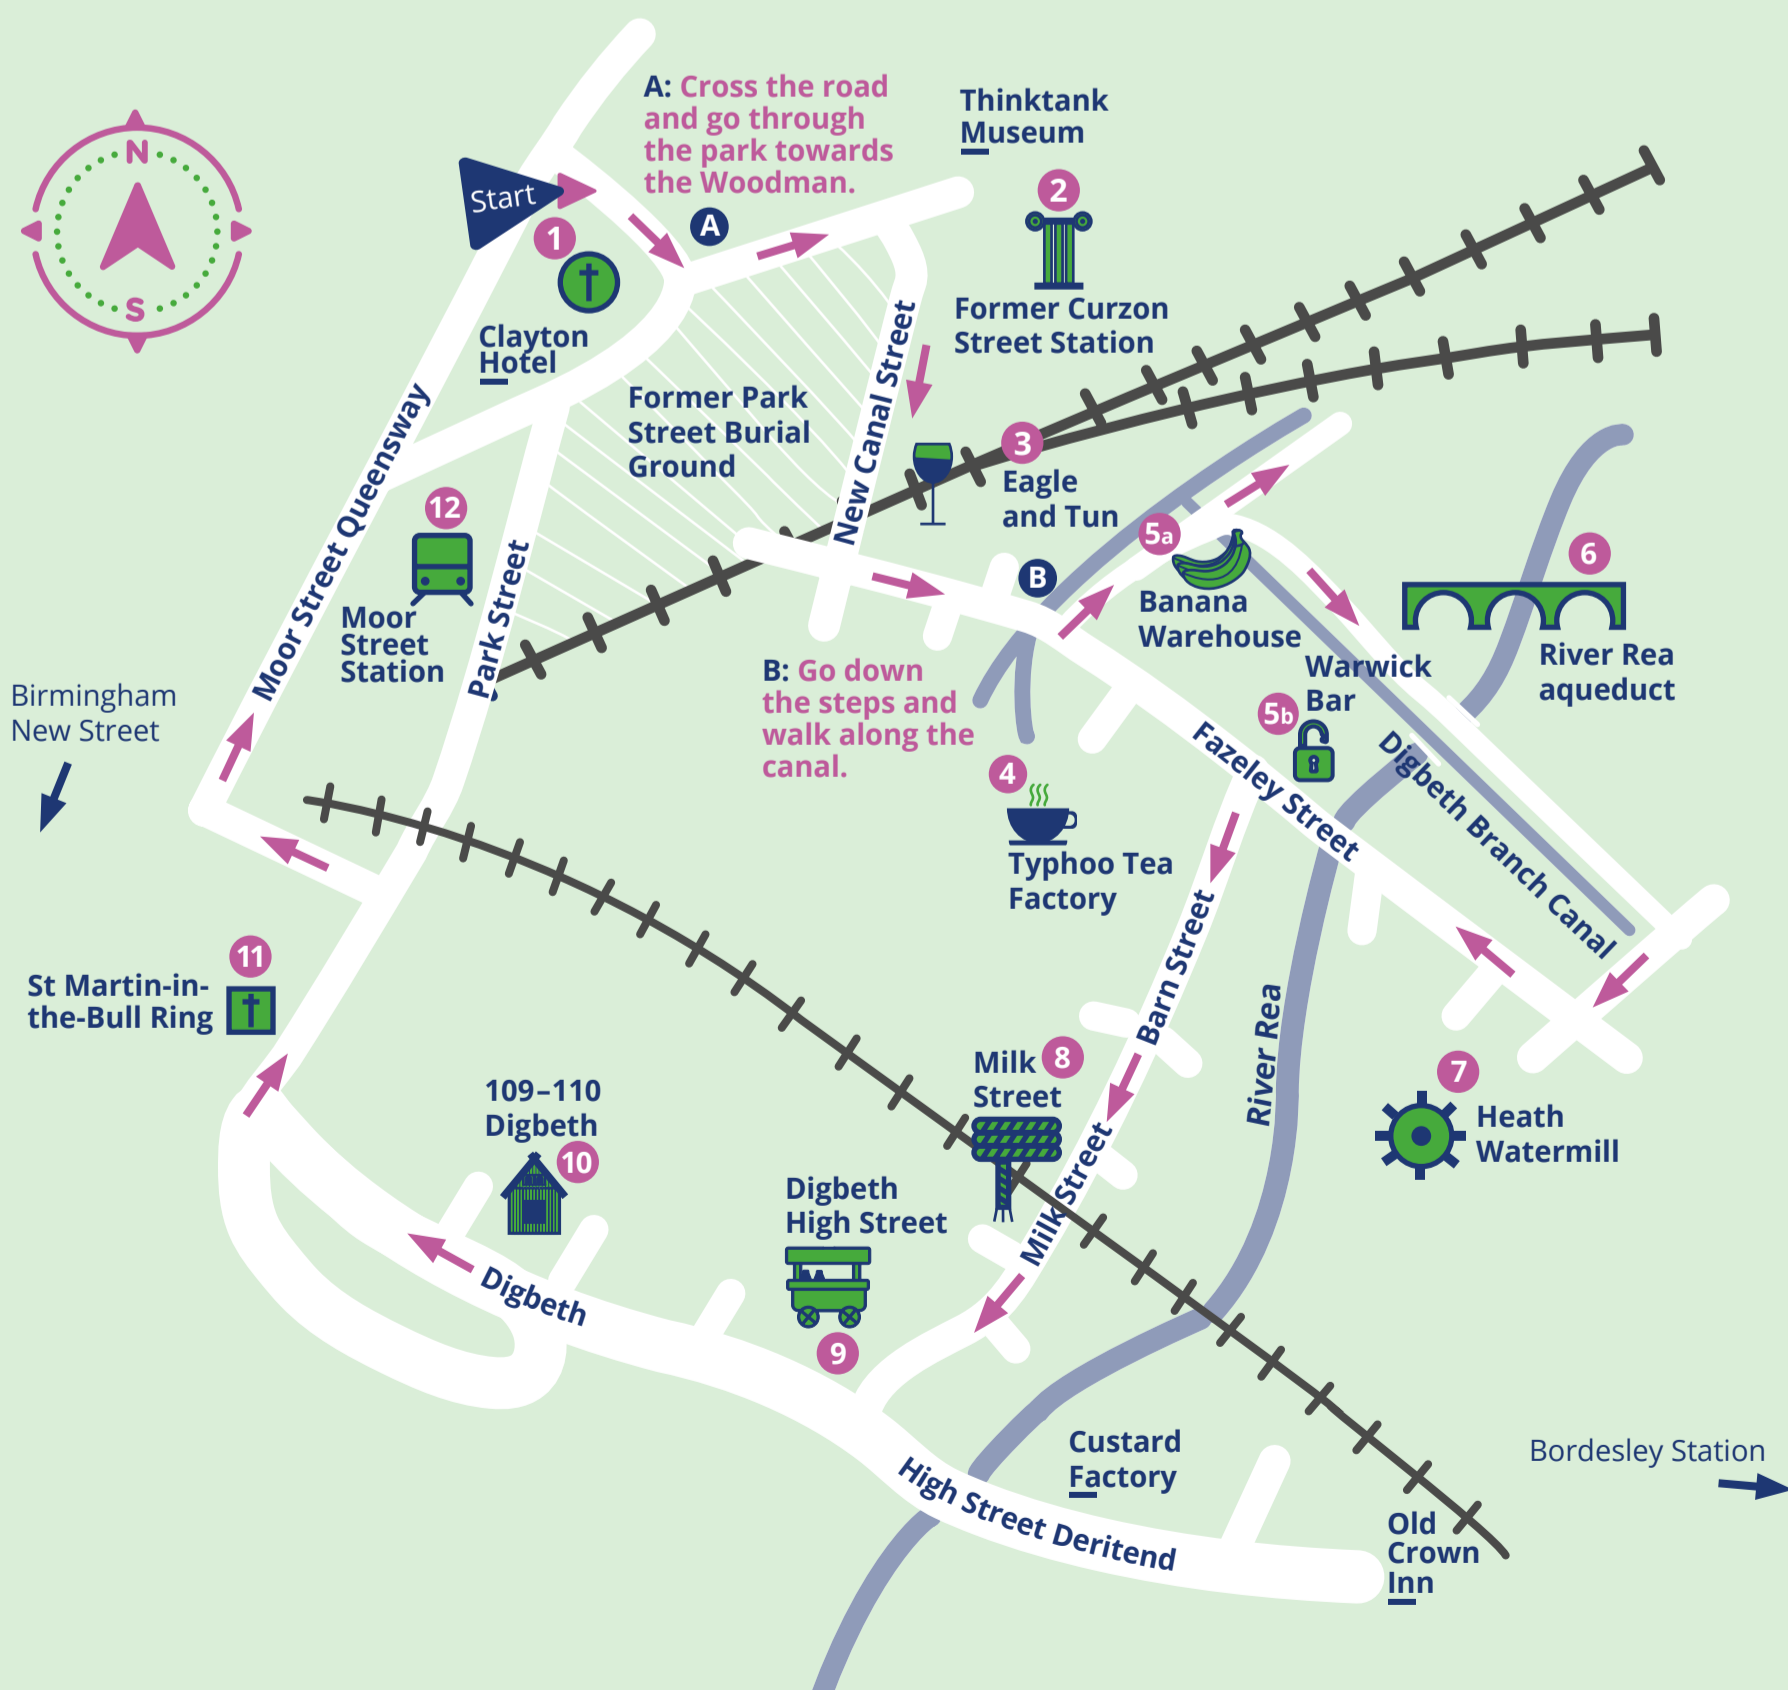 N
S
Start
1
Clayton
Hotel
A: Cross the road
and go through
the park towards
the Woodman.
A
Thinktank
Museum
2
Former Curzon
Street Station
Former Park
Street Burial
Ground
New Canal Street
3
Eagle
and Tun
Moor Street Queensway
12
Moor
Street
Station
Park Street
Birmingham
New Street
B
B: Go down
the steps and
walk along the
canal.
5a
Banana
Warehouse
6
River Rea
aqueduct
Warwick
Bar
5b
Fazeley Street
Digbeth Branch Canal
4
Typhoo Tea
Factory
Barn Street
River Rea
11
St Martin-in-
the-Bull Ring
109–110
Digbeth
10
Milk
Street
8
Milk Street
7
Heath
Watermill
Digbeth
High Street
9
Digbeth
High Street Deritend
Custard
Factory
Bordesley Station
Old
Crown
Inn